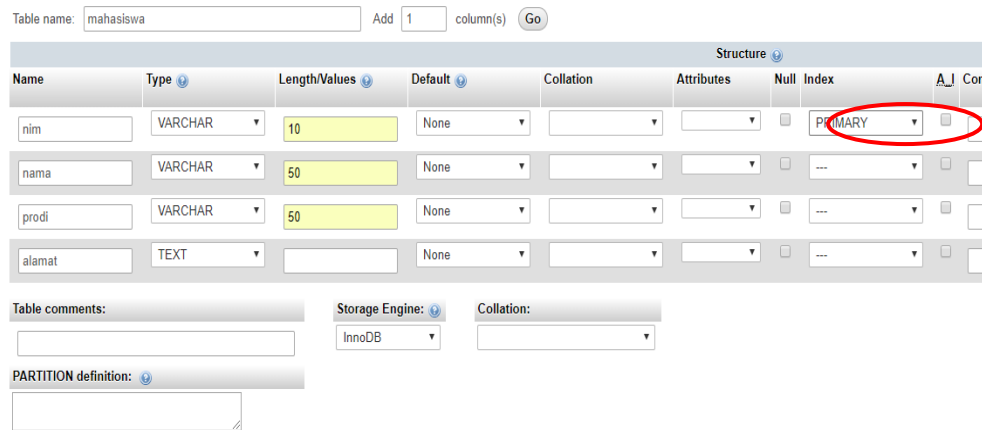 Table name: mahasiswa Add 1 column(s) Go
Structure
Name Type Length/Values Default Collation Attributes Null Index A_I
nim VARCHAR 10 None PRIMARY
nama VARCHAR 50 None ---
prodi VARCHAR 50 None ---
alamat TEXT None ---
Table comments: Storage Engine: Collation:
InnoDB
PARTITION definition: